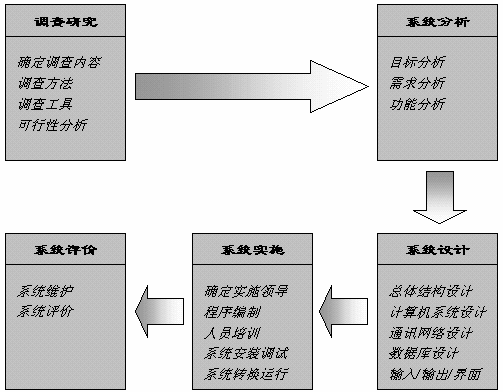 调查研究
确定调查内容
调查方法
调查工具
可行性分析
系统分析
目标分析
需求分析
功能分析
系统设计
总体结构设计
计算机系统设计
通讯网络设计
数据库设计
输入/输出/界面
系统实施
确定实施领导
程序编制
人员培训
系统安装调试
系统转换运行
系统评价
系统维护
系统评价